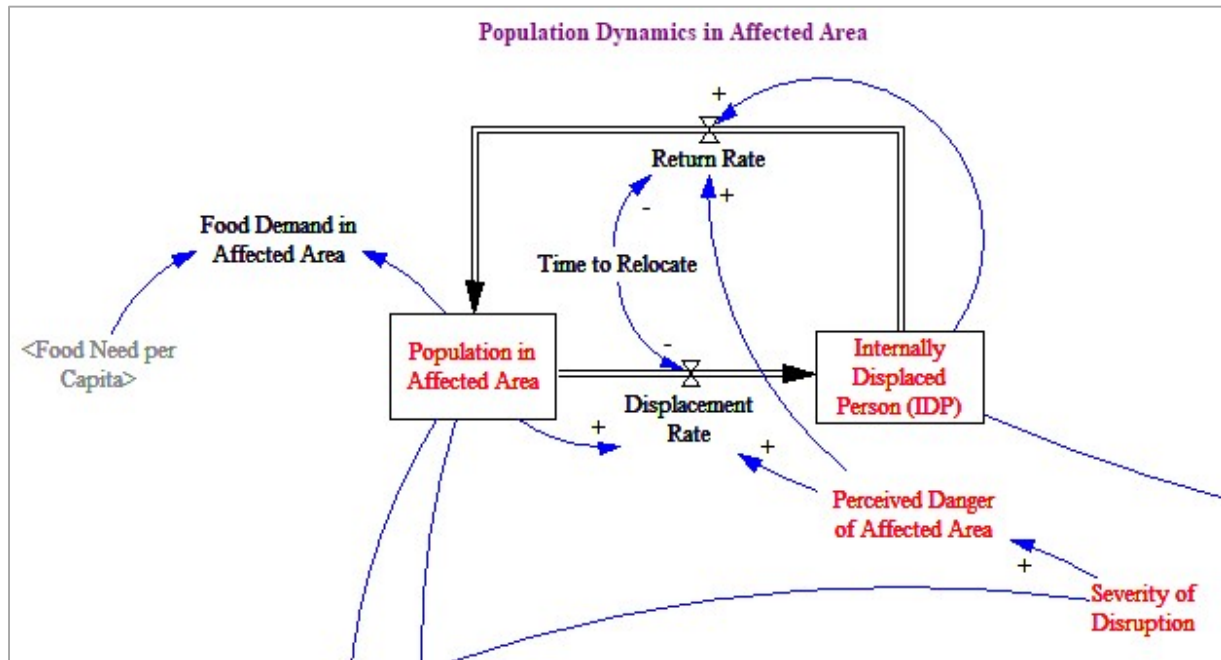 Population Dynamics in Affected Area
+
Return Rate
+
-
Food Demand in
Affected Area
Time to Relocate
<Food Need per
Capita>
Population in
Affected Area
Internally
Displaced
Person (IDP)
-
Displacement
Rate
+
+
Perceived Danger
of Affected Area
+
Severity of
Disruption